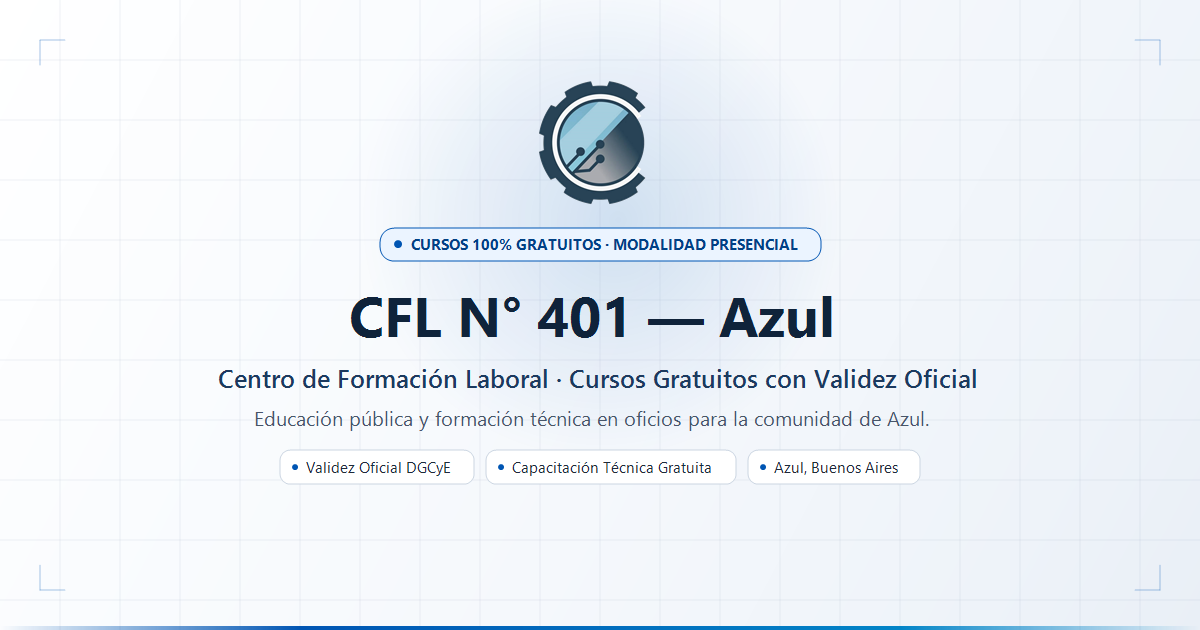 CURSOS 100% GRATUITOS · MODALIDAD PRESENCIAL
CFL N° 401 — Azul
Centro de Formación Laboral · Cursos Gratuitos con Validez Oficial
Educación pública y formación técnica en oficios para la comunidad de Azul.
Validez Oficial DGCyE
Capacitación Técnica Gratuita
Azul, Buenos Aires